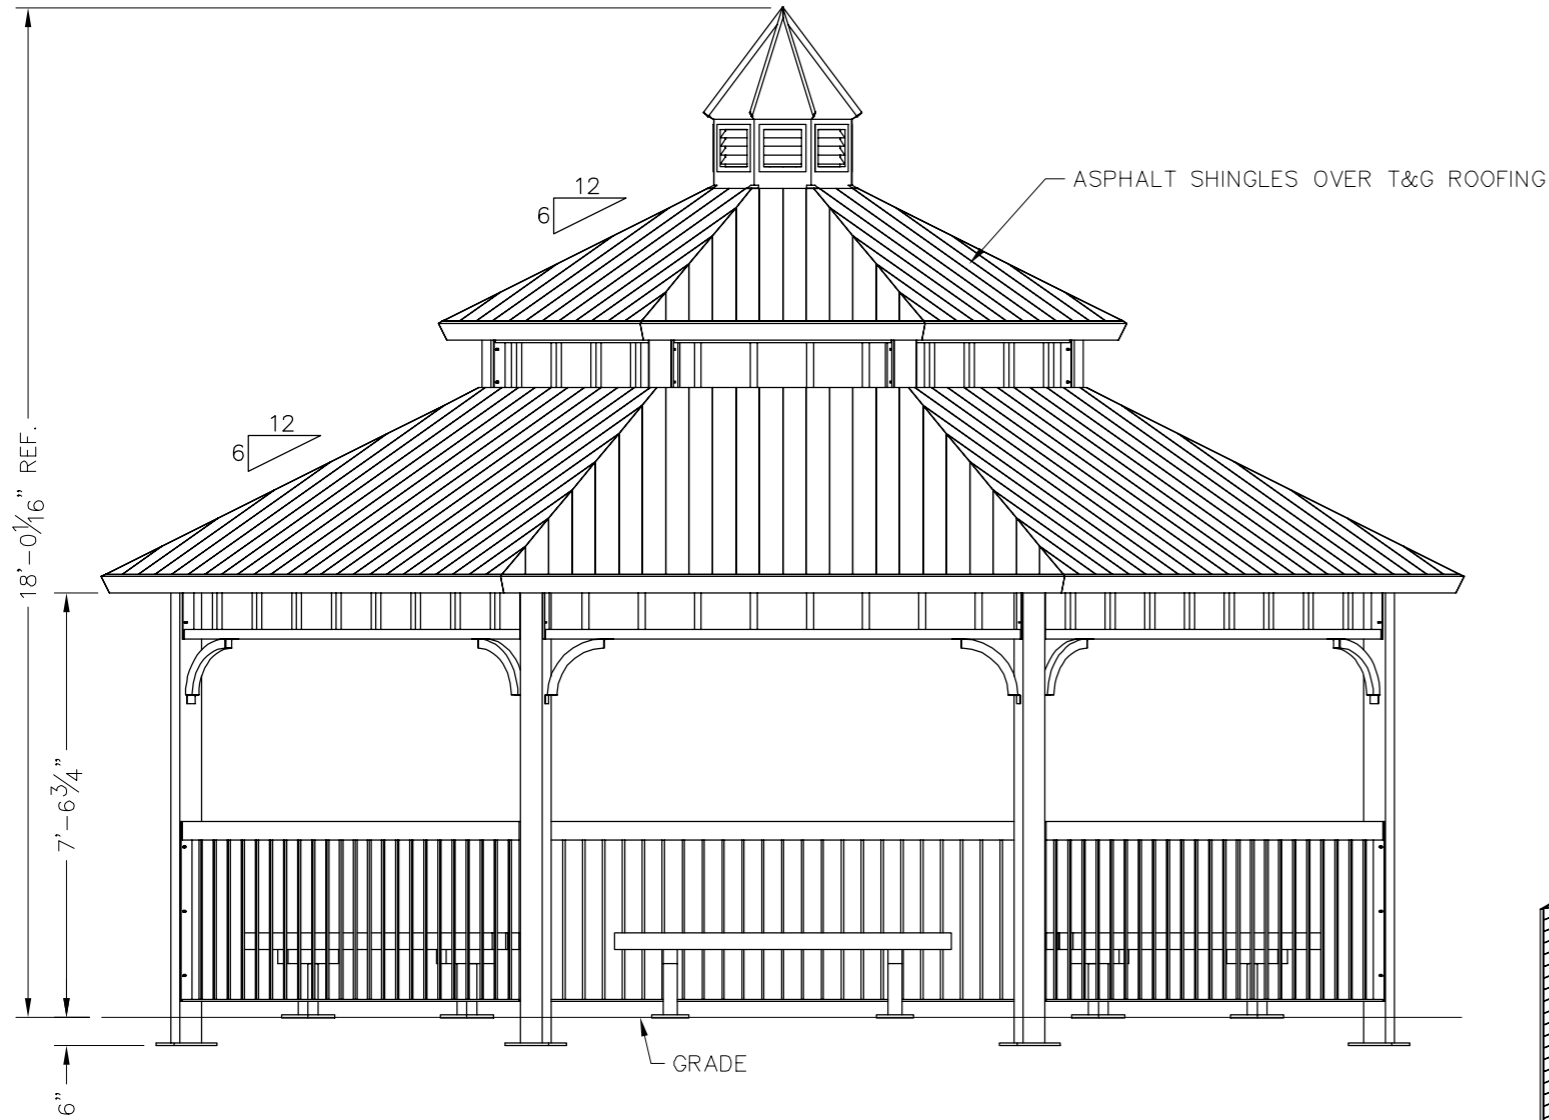 12
6
ASPHALT SHINGLES OVER T&G ROOFING
12
6
18'-0 1/16" REF.
7'-6 3/4"
GRADE
6"